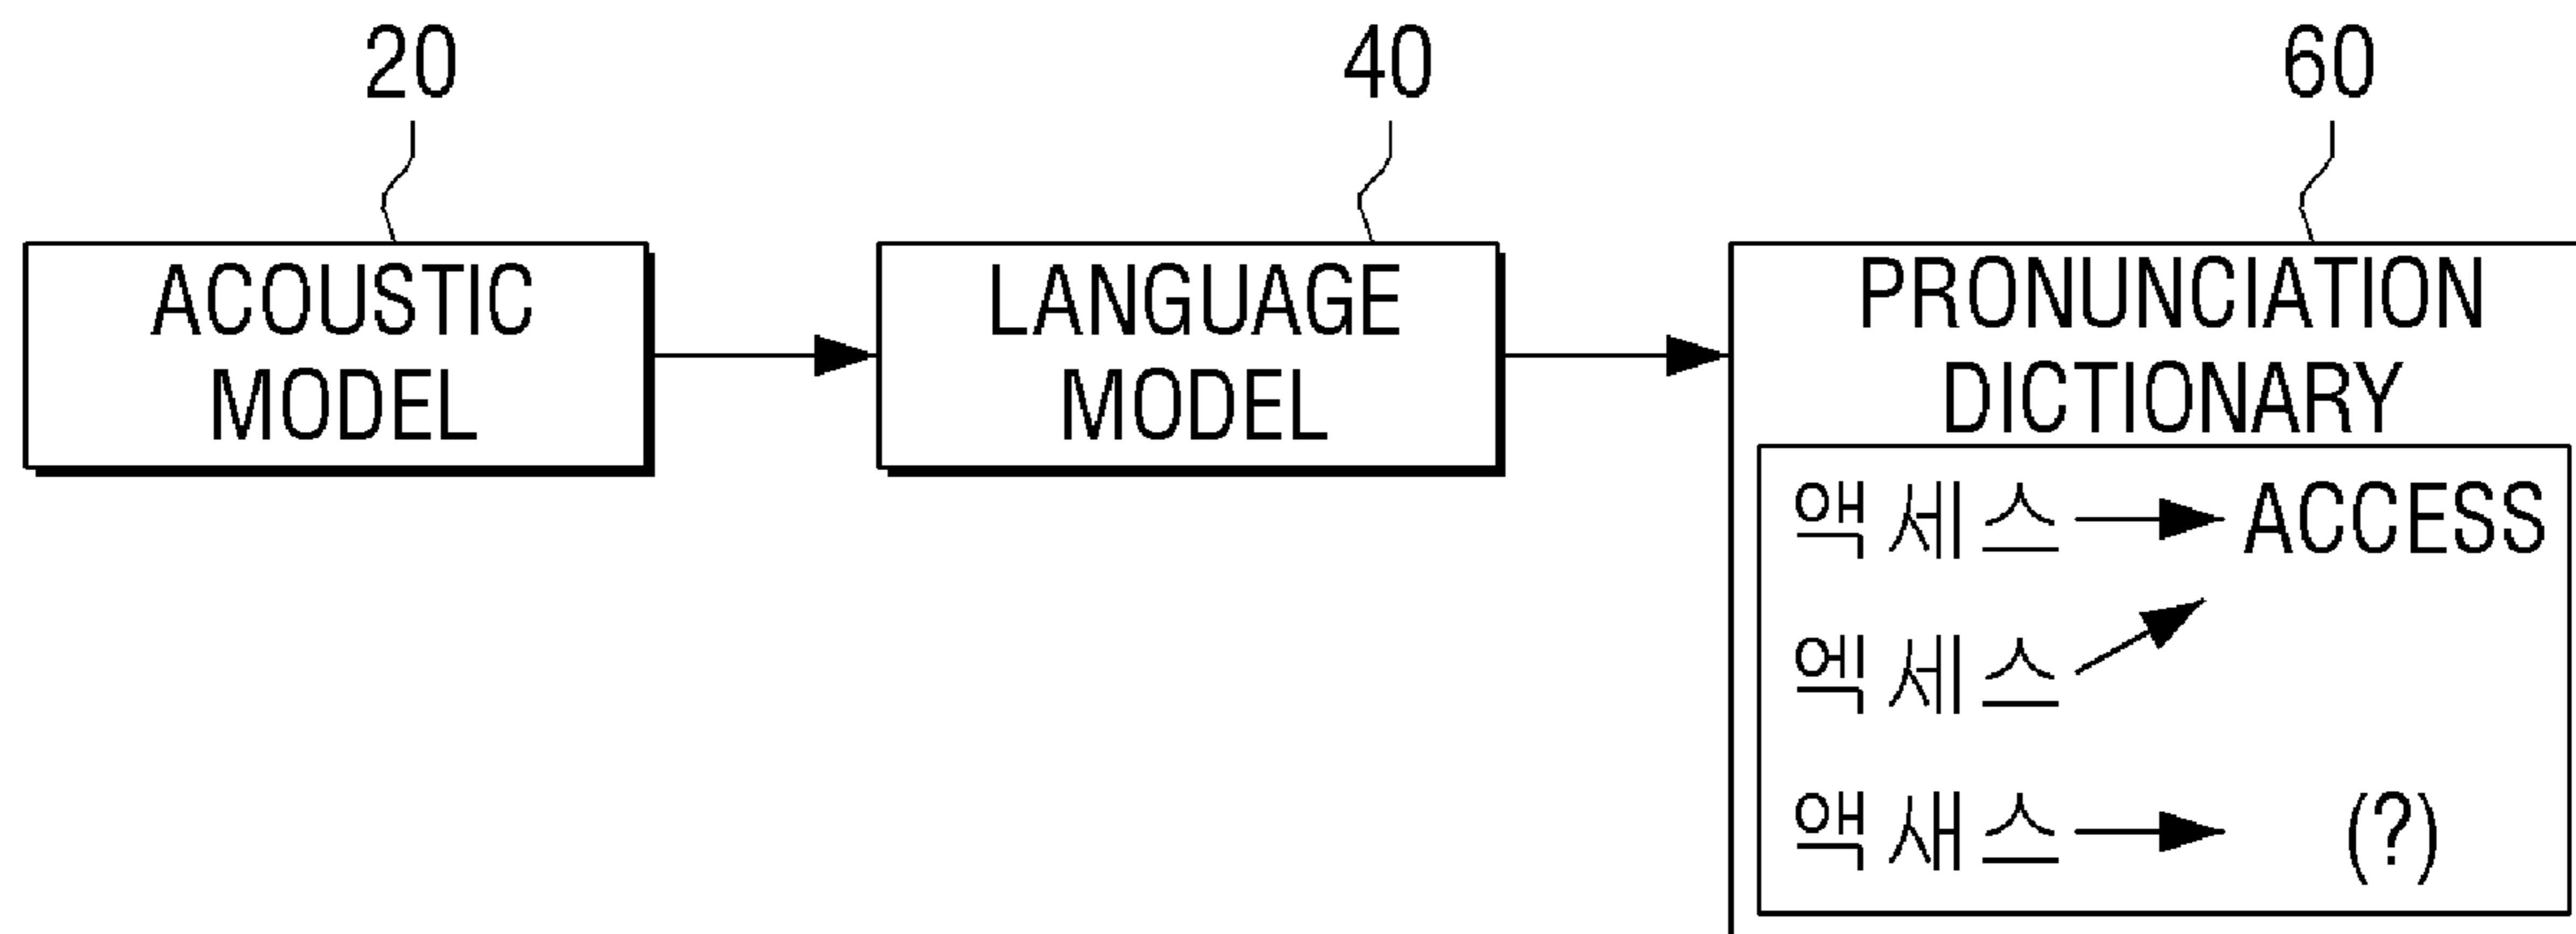 20
40
60
ACOUSTIC
MODEL
LANGUAGE
MODEL
PRONUNCIATION
DICTIONARY
액세스 ACCESS
엑세스
액새스 (?)